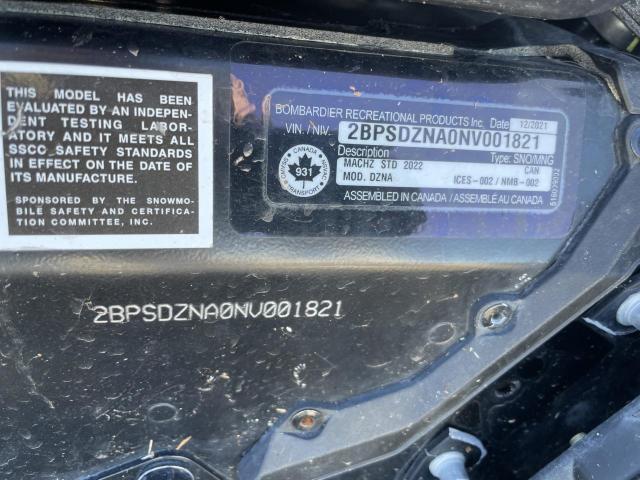 THIS MODEL HAS BEEN
EVALUATED BY AN INDEPEN-
DENT TESTING LABOR-
ATORY AND IT MEETS ALL
SSCC SAFETY STANDARDS
IN EFFECT ON THE DATE OF
ITS MANUFACTURE.
SPONSORED BY THE SNOWMO-
BILE SAFETY AND CERTIFICA-
TION COMMITTEE, INC.
BOMBARDIER RECREATIONAL PRODUCTS Inc. Date 12/2021
VIN. / NIV. 2BPSDZNA0NV001821
Description Type: SNO/MNG
MACHZ STD 2022 CAN
MOD. DZNA ICES-002 / NMB-002
ASSEMBLED IN CANADA / ASSEMBLÉ AU CANADA
CANADA
931
TRANSPORT
2BPSDZNA0NV001821